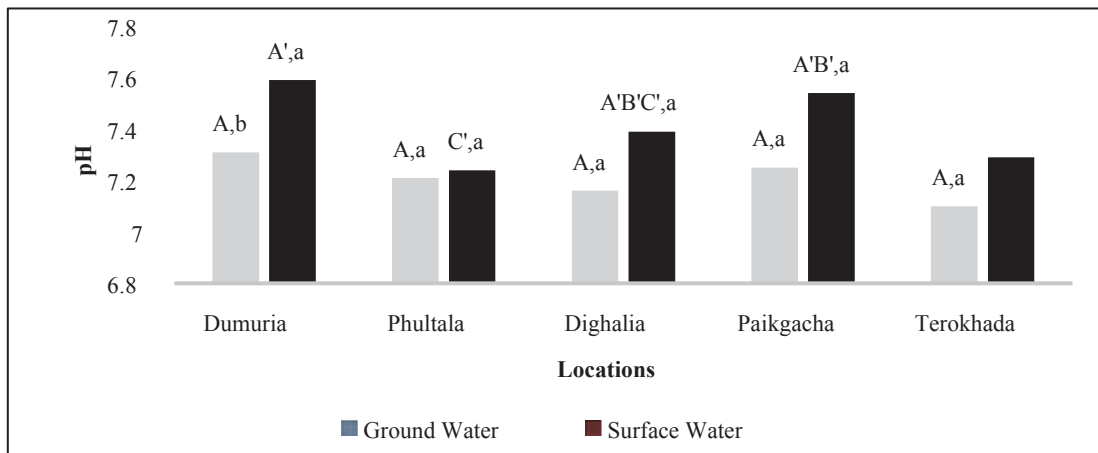 7.8
7.6
7.4
7.2
7
6.8
pH
A,b
A',a
A,a
C',a
A,a
A'B'C',a
A,a
A'B',a
A,a
Dumuria
Phultala
Dighalia
Paikgacha
Terokhada
Locations
Ground Water
Surface Water